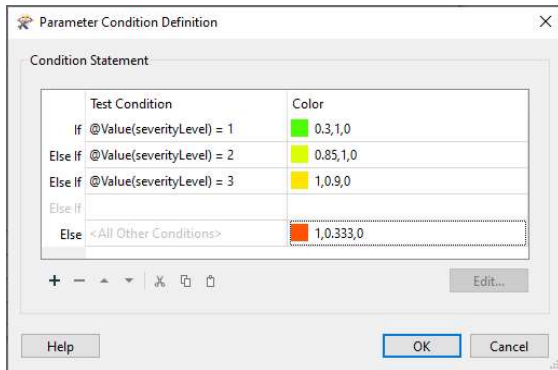 Parameter Condition Definition
Condition Statement
Test Condition Color
If @Value(severityLevel) = 1 0.3,1,0
Else If @Value(severityLevel) = 2 0.85,1,0
Else If @Value(severityLevel) = 3 1,0.9,0
Else If
Else <All Other Conditions> 1,0.333,0
Edit...
Help OK Cancel